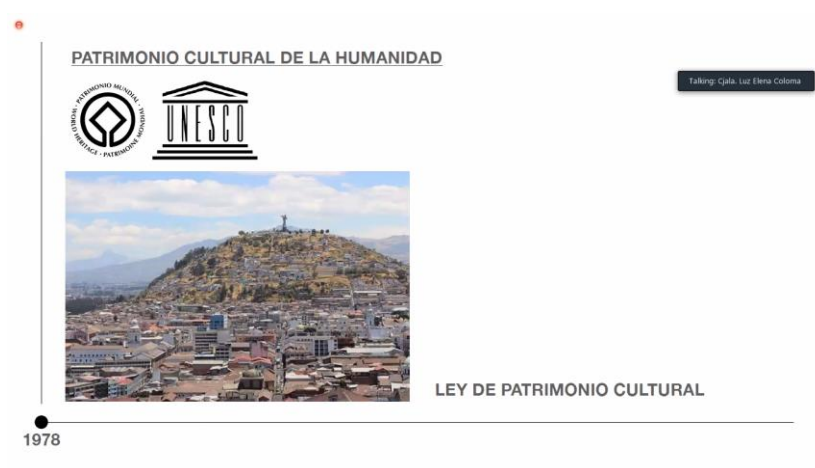 PATRIMONIO CULTURAL DE LA HUMANIDAD
Talking: Cjala. Luz Elena Coloma
WORLD HERITAGE · PATRIMONIO MUNDIAL · PATRIMOINE MONDIAL
UNESCO
LEY DE PATRIMONIO CULTURAL
1978